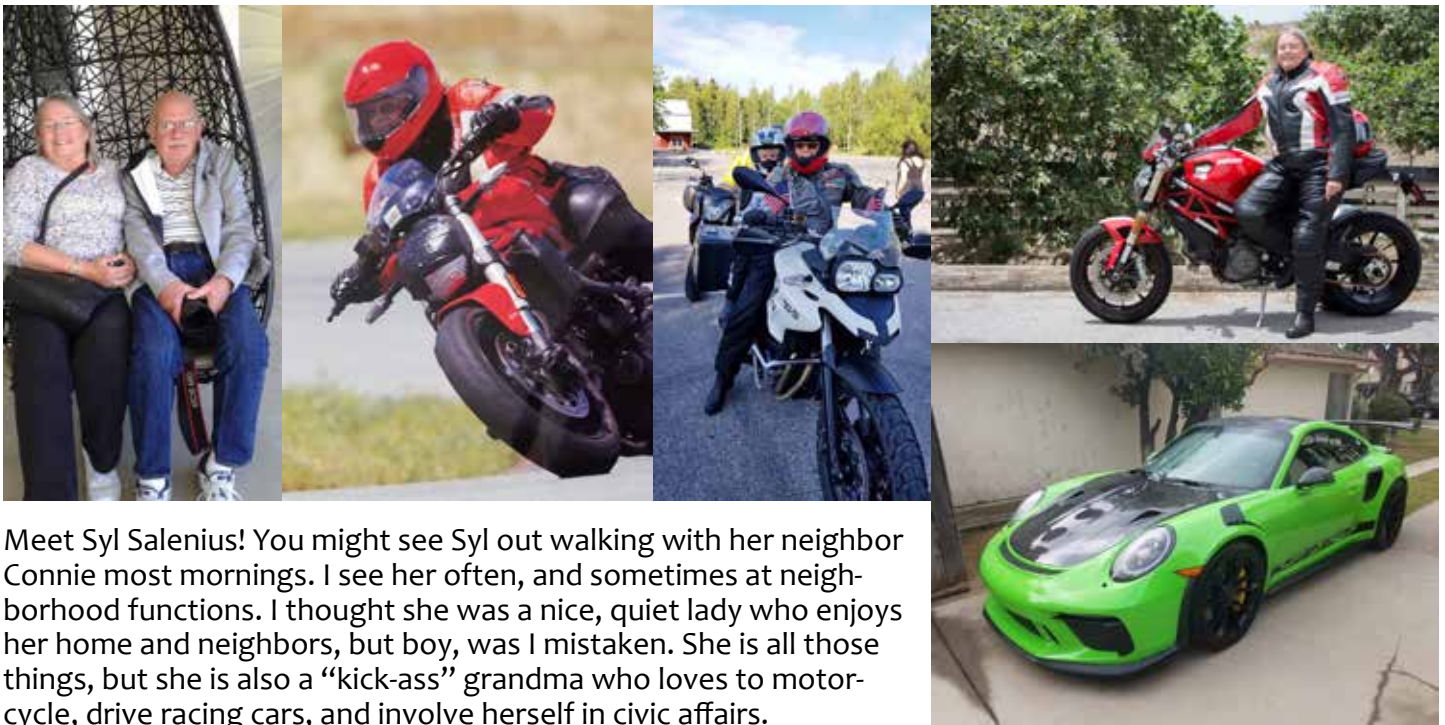 Meet Syl Salenius! You might see Syl out walking with her neighbor
Connie most mornings. I see her often, and sometimes at neigh-
borhood functions. I thought she was a nice, quiet lady who enjoys
her home and neighbors, but boy, was I mistaken. She is all those
things, but she is also a “kick-ass” grandma who loves to motor-
cycle, drive racing cars, and involve herself in civic affairs.